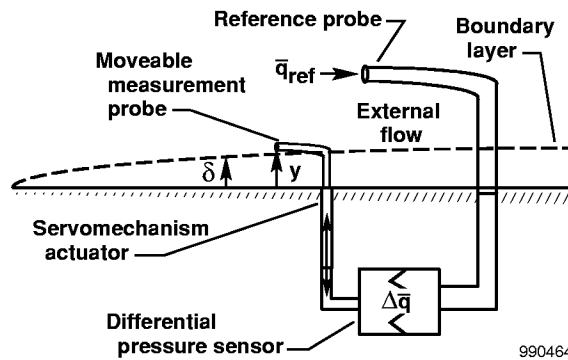 Reference probe
Boundary
layer
Moveable
measurement
probe
q̅ref
External
flow
δ̅
y
Servomechanism
actuator
Δq̅
Differential
pressure sensor
990464